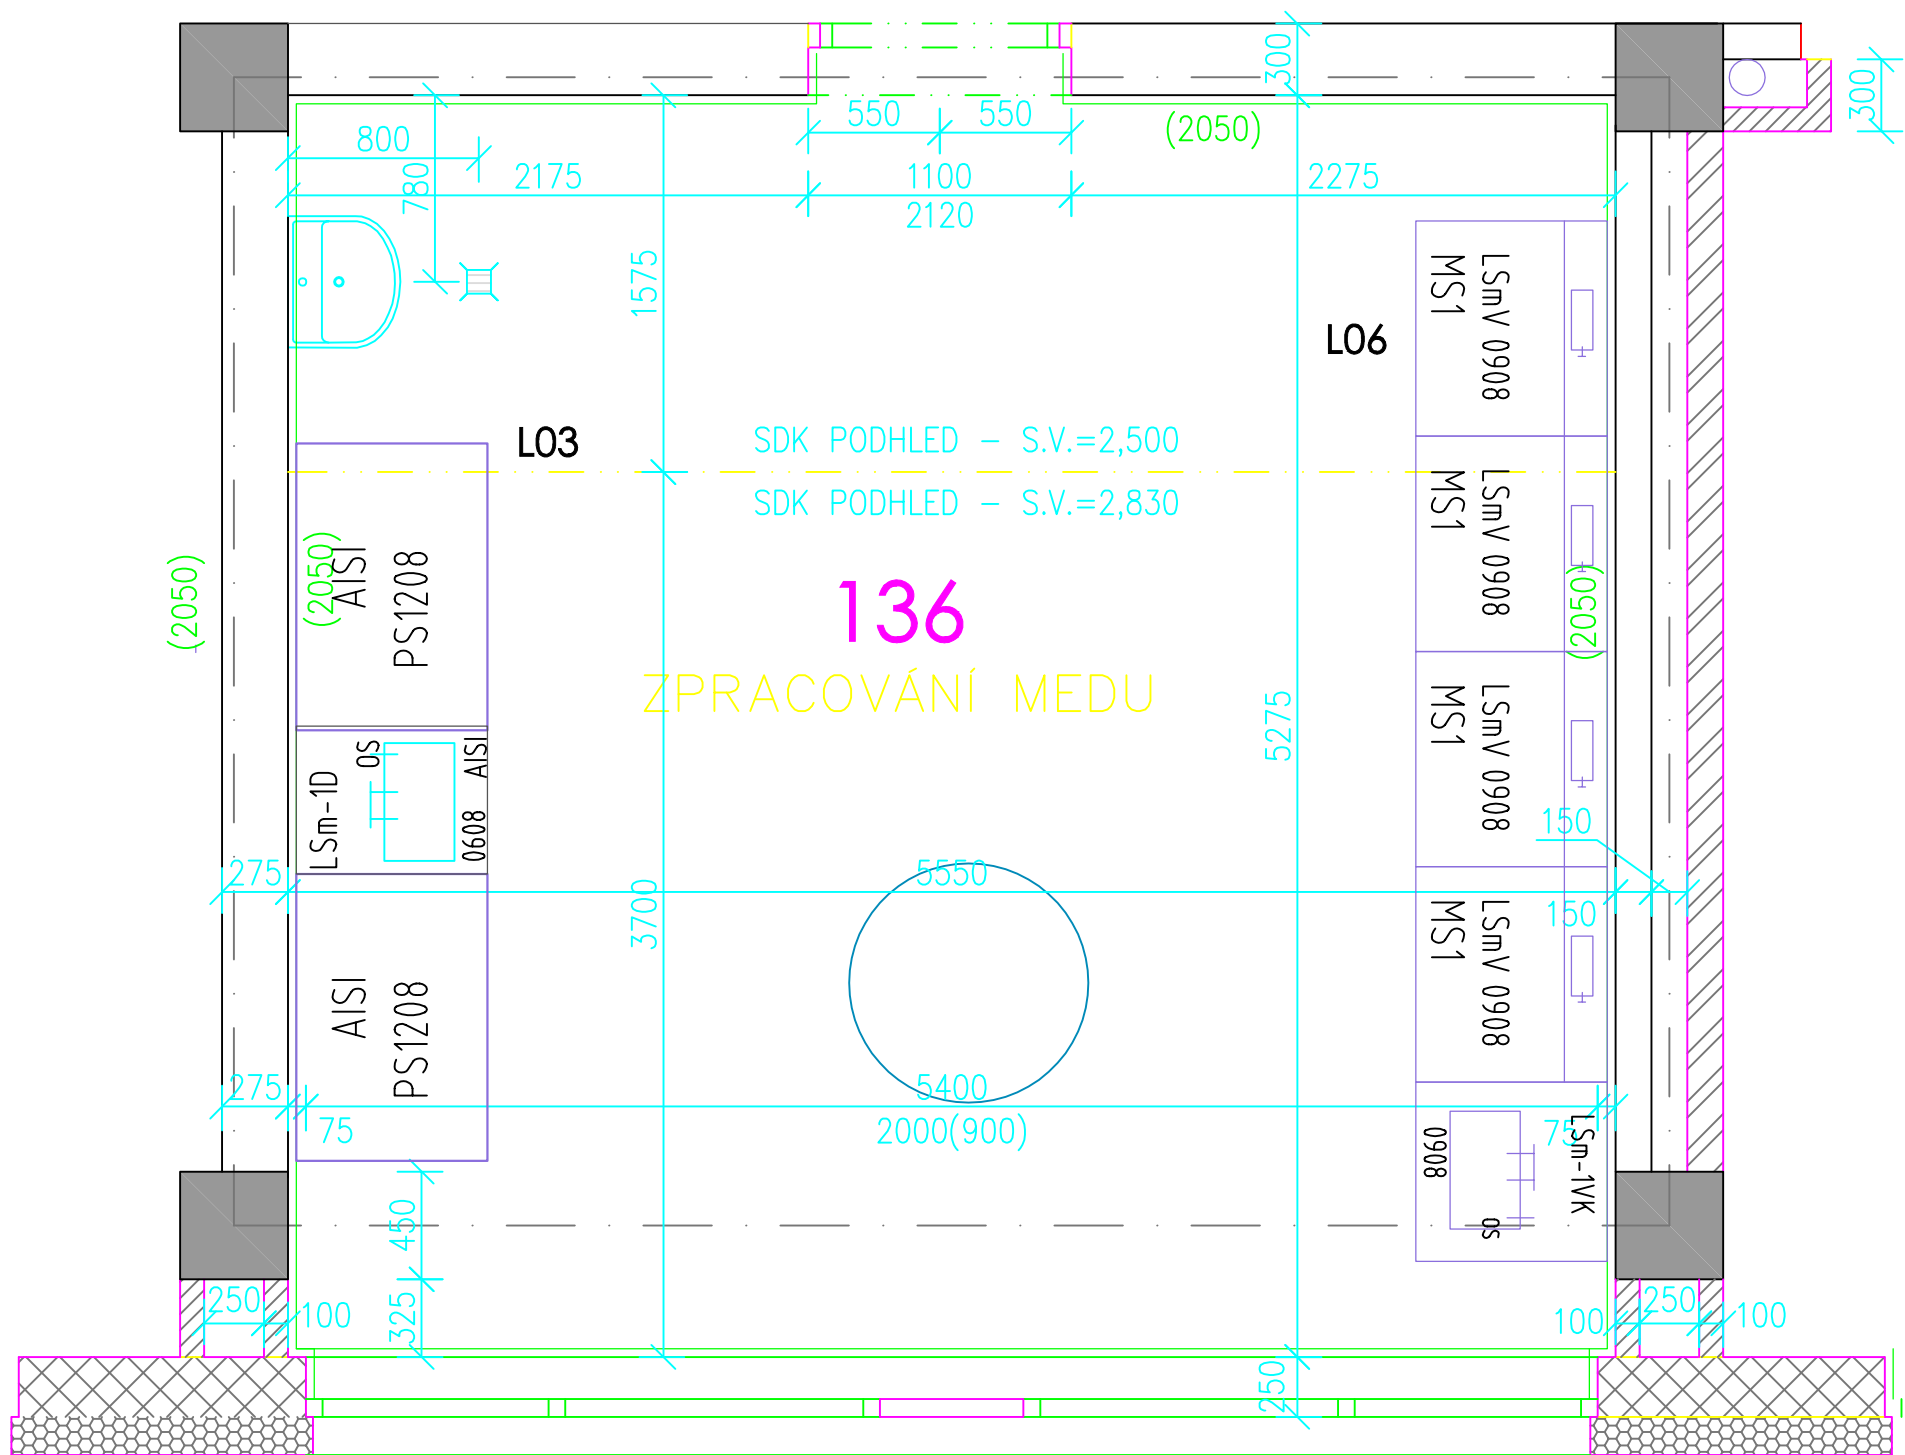 300
300
550
550
(2050)
800
780
2175
1100
2120
2275
1575
LSmV 0908
MS1
L06
L03
SDK PODHLED – S.V.=2,500
SDK PODHLED – S.V.=2,830
LSmV 0908
MS1
(2050)
(2050)
AISI
PS1208
136
(2050)
ZPRACOVÁNÍ MEDU
5275
LSmV 0908
MS1
OS
AISI
LSm-1D
0608
150
275
5550
3700
150
LSmV 0908
MS1
AISI
PS1208
275
5400
75
2000(900)
75
0908
LSm-1VK
OS
450
325
250
100
100
250
100
250